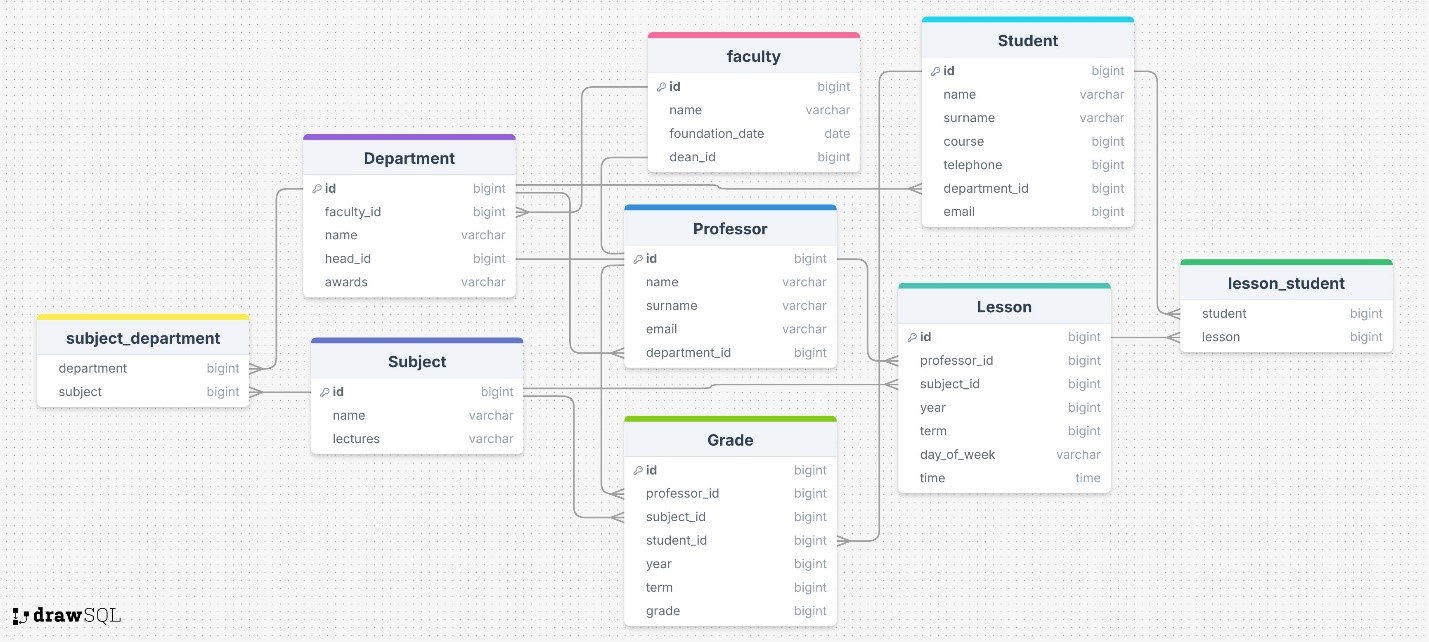 faculty
id bigint
name varchar
foundation_date date
dean_id bigint
Student
id bigint
name varchar
surname varchar
course bigint
telephone bigint
department_id bigint
email bigint
Department
id bigint
faculty_id bigint
name varchar
head_id bigint
awards varchar
Professor
id bigint
name varchar
surname varchar
email varchar
department_id bigint
lesson_student
student bigint
lesson bigint
Lesson
id bigint
professor_id bigint
subject_id bigint
year bigint
term bigint
day_of_week varchar
time time
subject_department
department bigint
subject bigint
Subject
id bigint
name varchar
lectures varchar
Grade
id bigint
professor_id bigint
subject_id bigint
student_id bigint
year bigint
term bigint
grade bigint
drawSQL